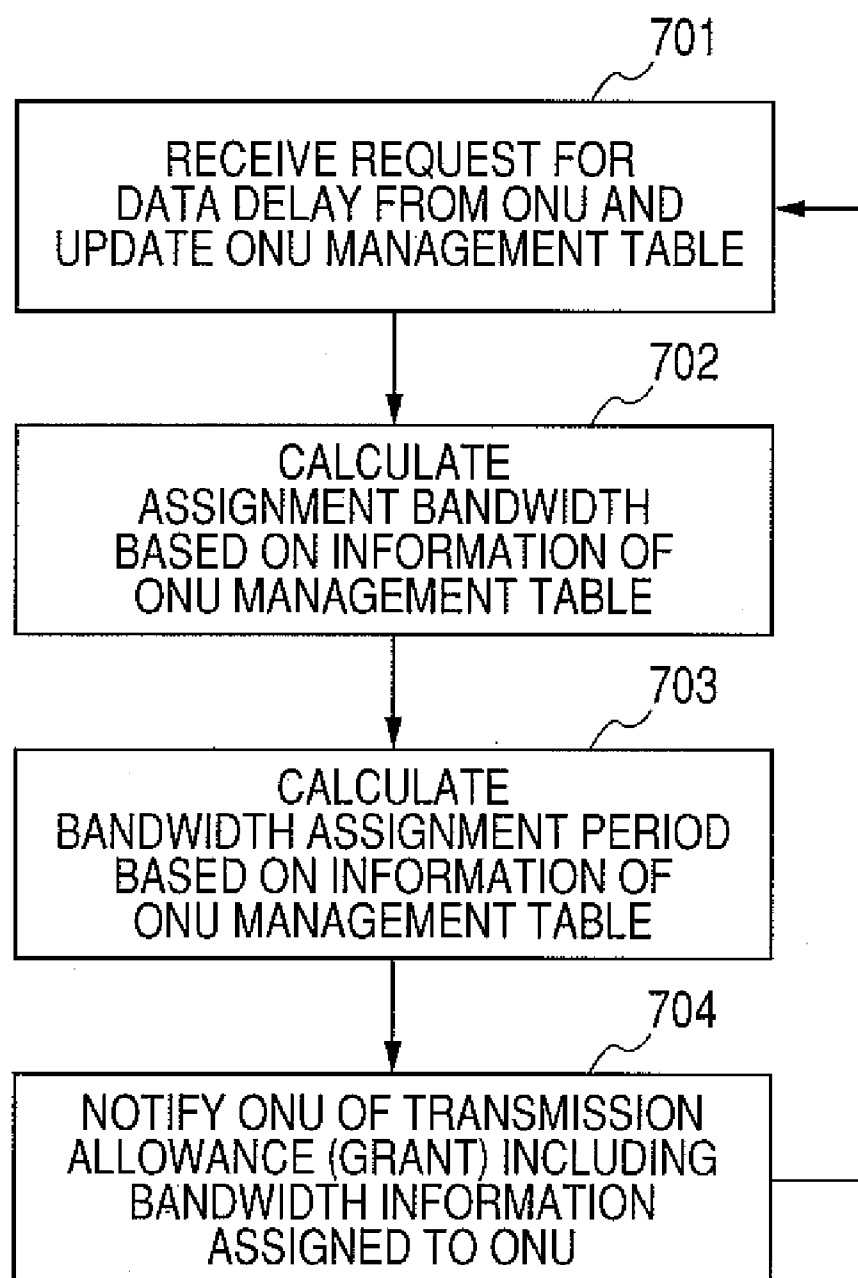 701
RECEIVE REQUEST FOR
DATA DELAY FROM ONU AND
UPDATE ONU MANAGEMENT TABLE
702
CALCULATE
ASSIGNMENT BANDWIDTH
BASED ON INFORMATION OF
ONU MANAGEMENT TABLE
703
CALCULATE
BANDWIDTH ASSIGNMENT PERIOD
BASED ON INFORMATION OF
ONU MANAGEMENT TABLE
704
NOTIFY ONU OF TRANSMISSION
ALLOWANCE (GRANT) INCLUDING
BANDWIDTH INFORMATION
ASSIGNED TO ONU